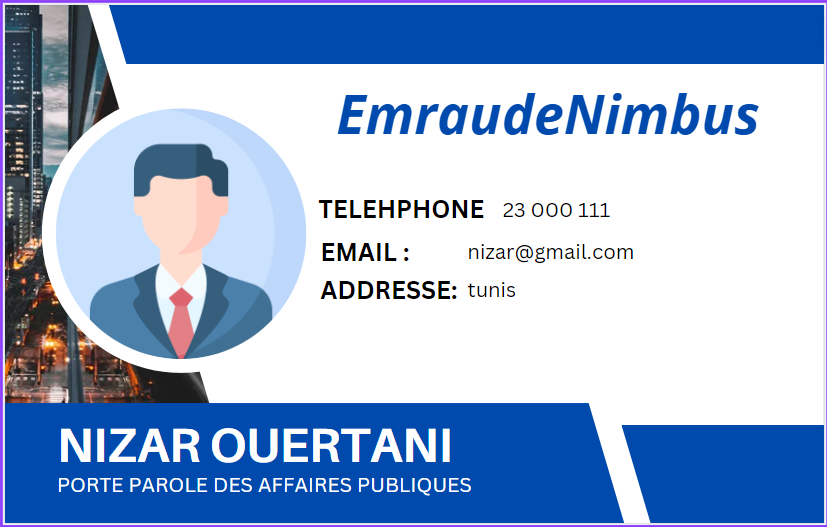 EmraudeNimbus
TELEHPHONE 23 000 111
EMAIL : nizar@gmail.com
ADDRESSE: tunis
NIZAR OUERTANI
PORTE PAROLE DES AFFAIRES PUBLIQUES